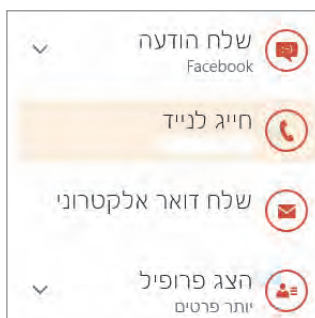 שלח הודעה
Facebook
חייג לנייד
שלח דואר אלקטרוני
הצג פרופיל
יותר פרטים